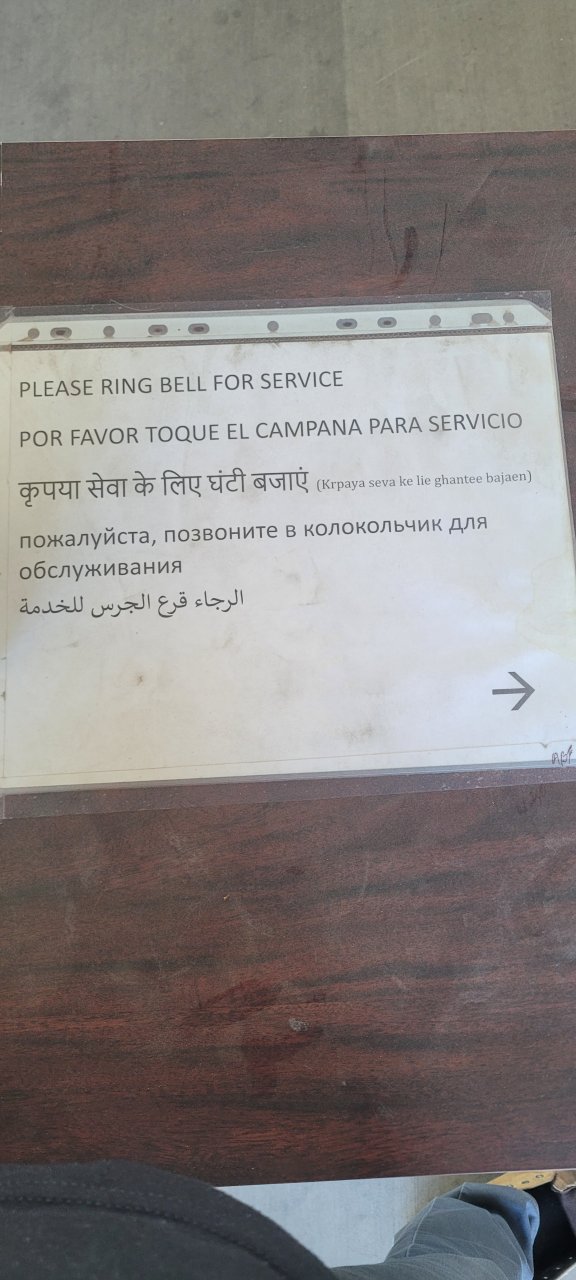 PLEASE RING BELL FOR SERVICE
POR FAVOR TOQUE EL CAMPANA PARA SERVICIO
कृपया सेवा के लिए घंटी बजाएं (Krpaya seva ke lie ghantee bajaen)
пожалуйста, позвоните в колокольчик для
обслуживания
الرجاء قرع الجرس للخدمة
→